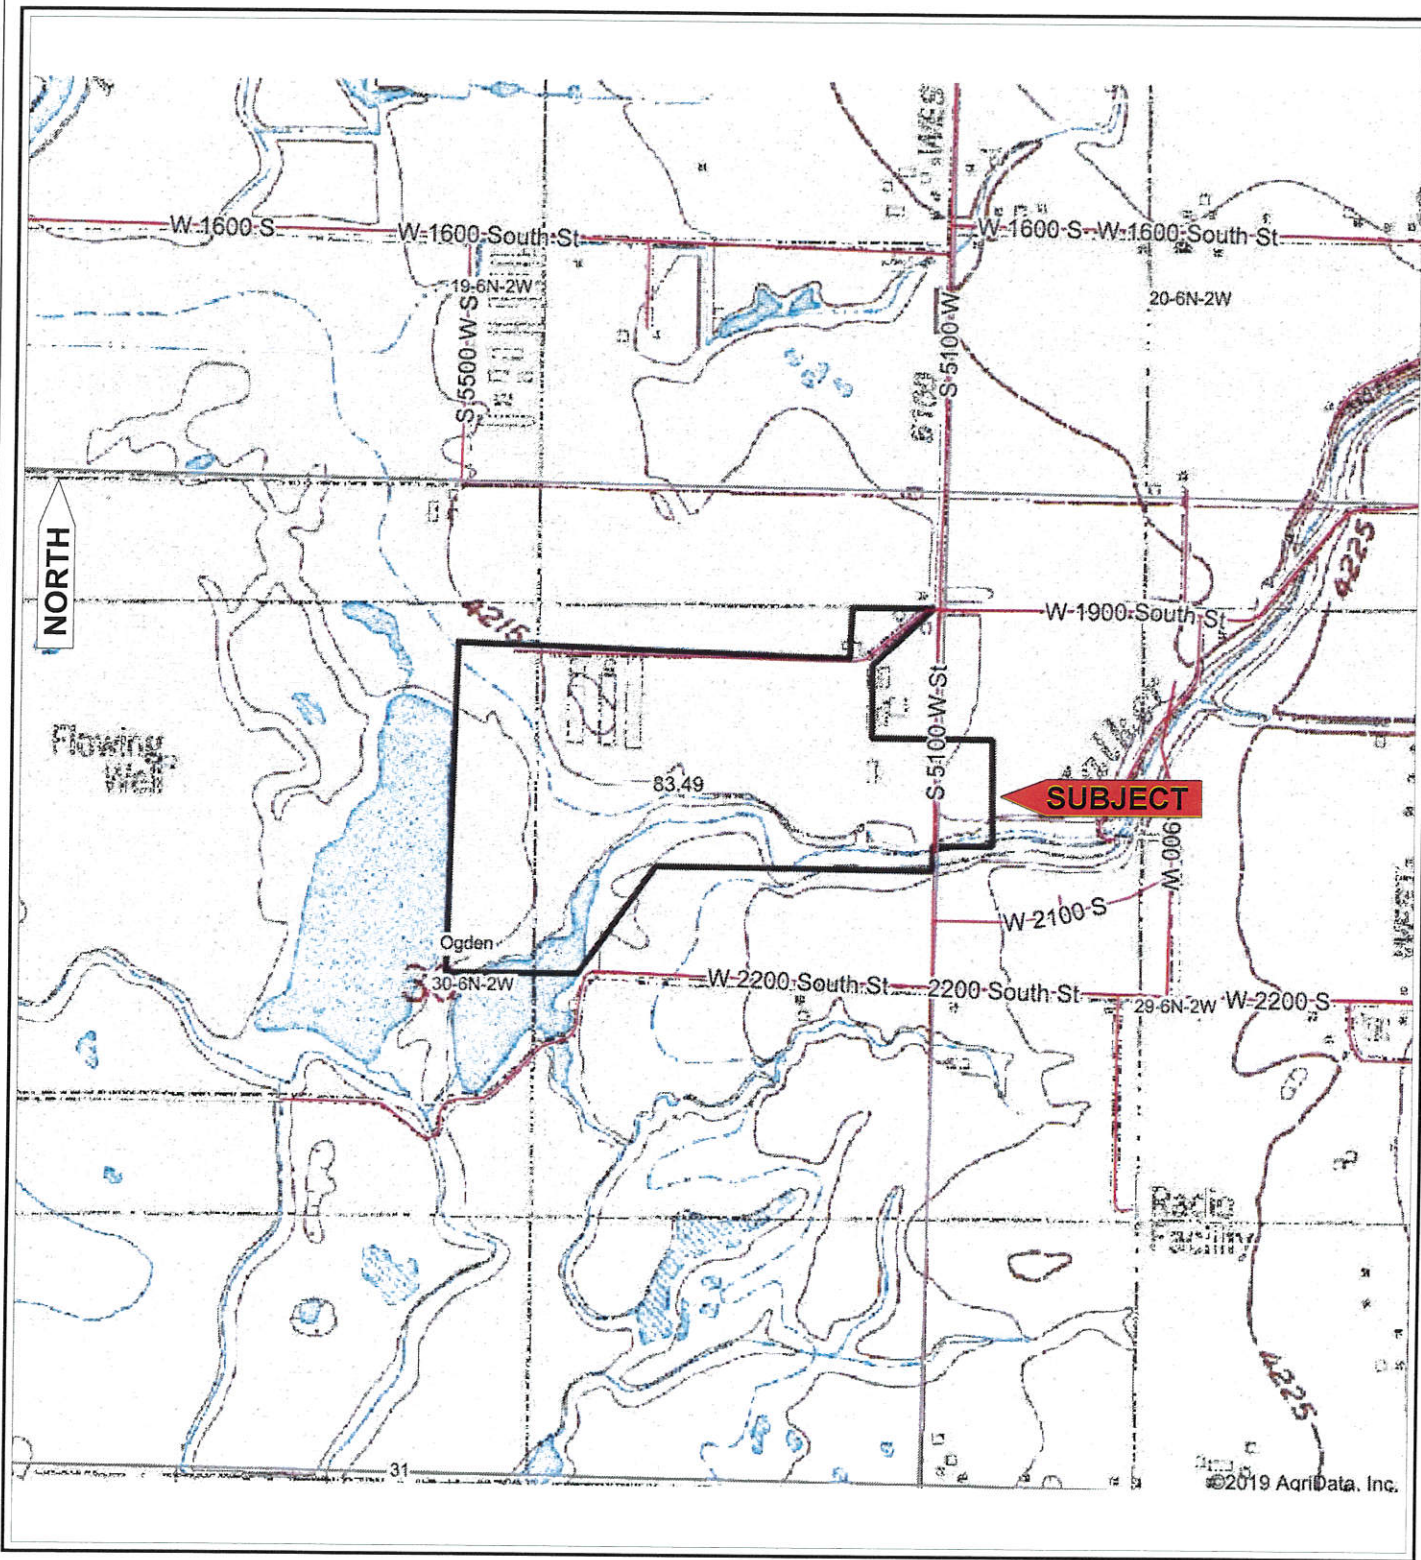 W 1600 S
W 1600 South St
W 1600 S
W 1600 South St
19-6N-2W
20-6N-2W
S 5500 W S
S 5100 W
NORTH
4215
4225
W 1900 South St
S 5100 W St
Flowing
Well
83.49
SUBJECT
900 W
W 2100 S
Ogden
30-6N-2W
W 2200 South St
2200 South St
29-6N-2W
W 2200 S
Radio
Facility
4225
31
©2019 AgriData, Inc.